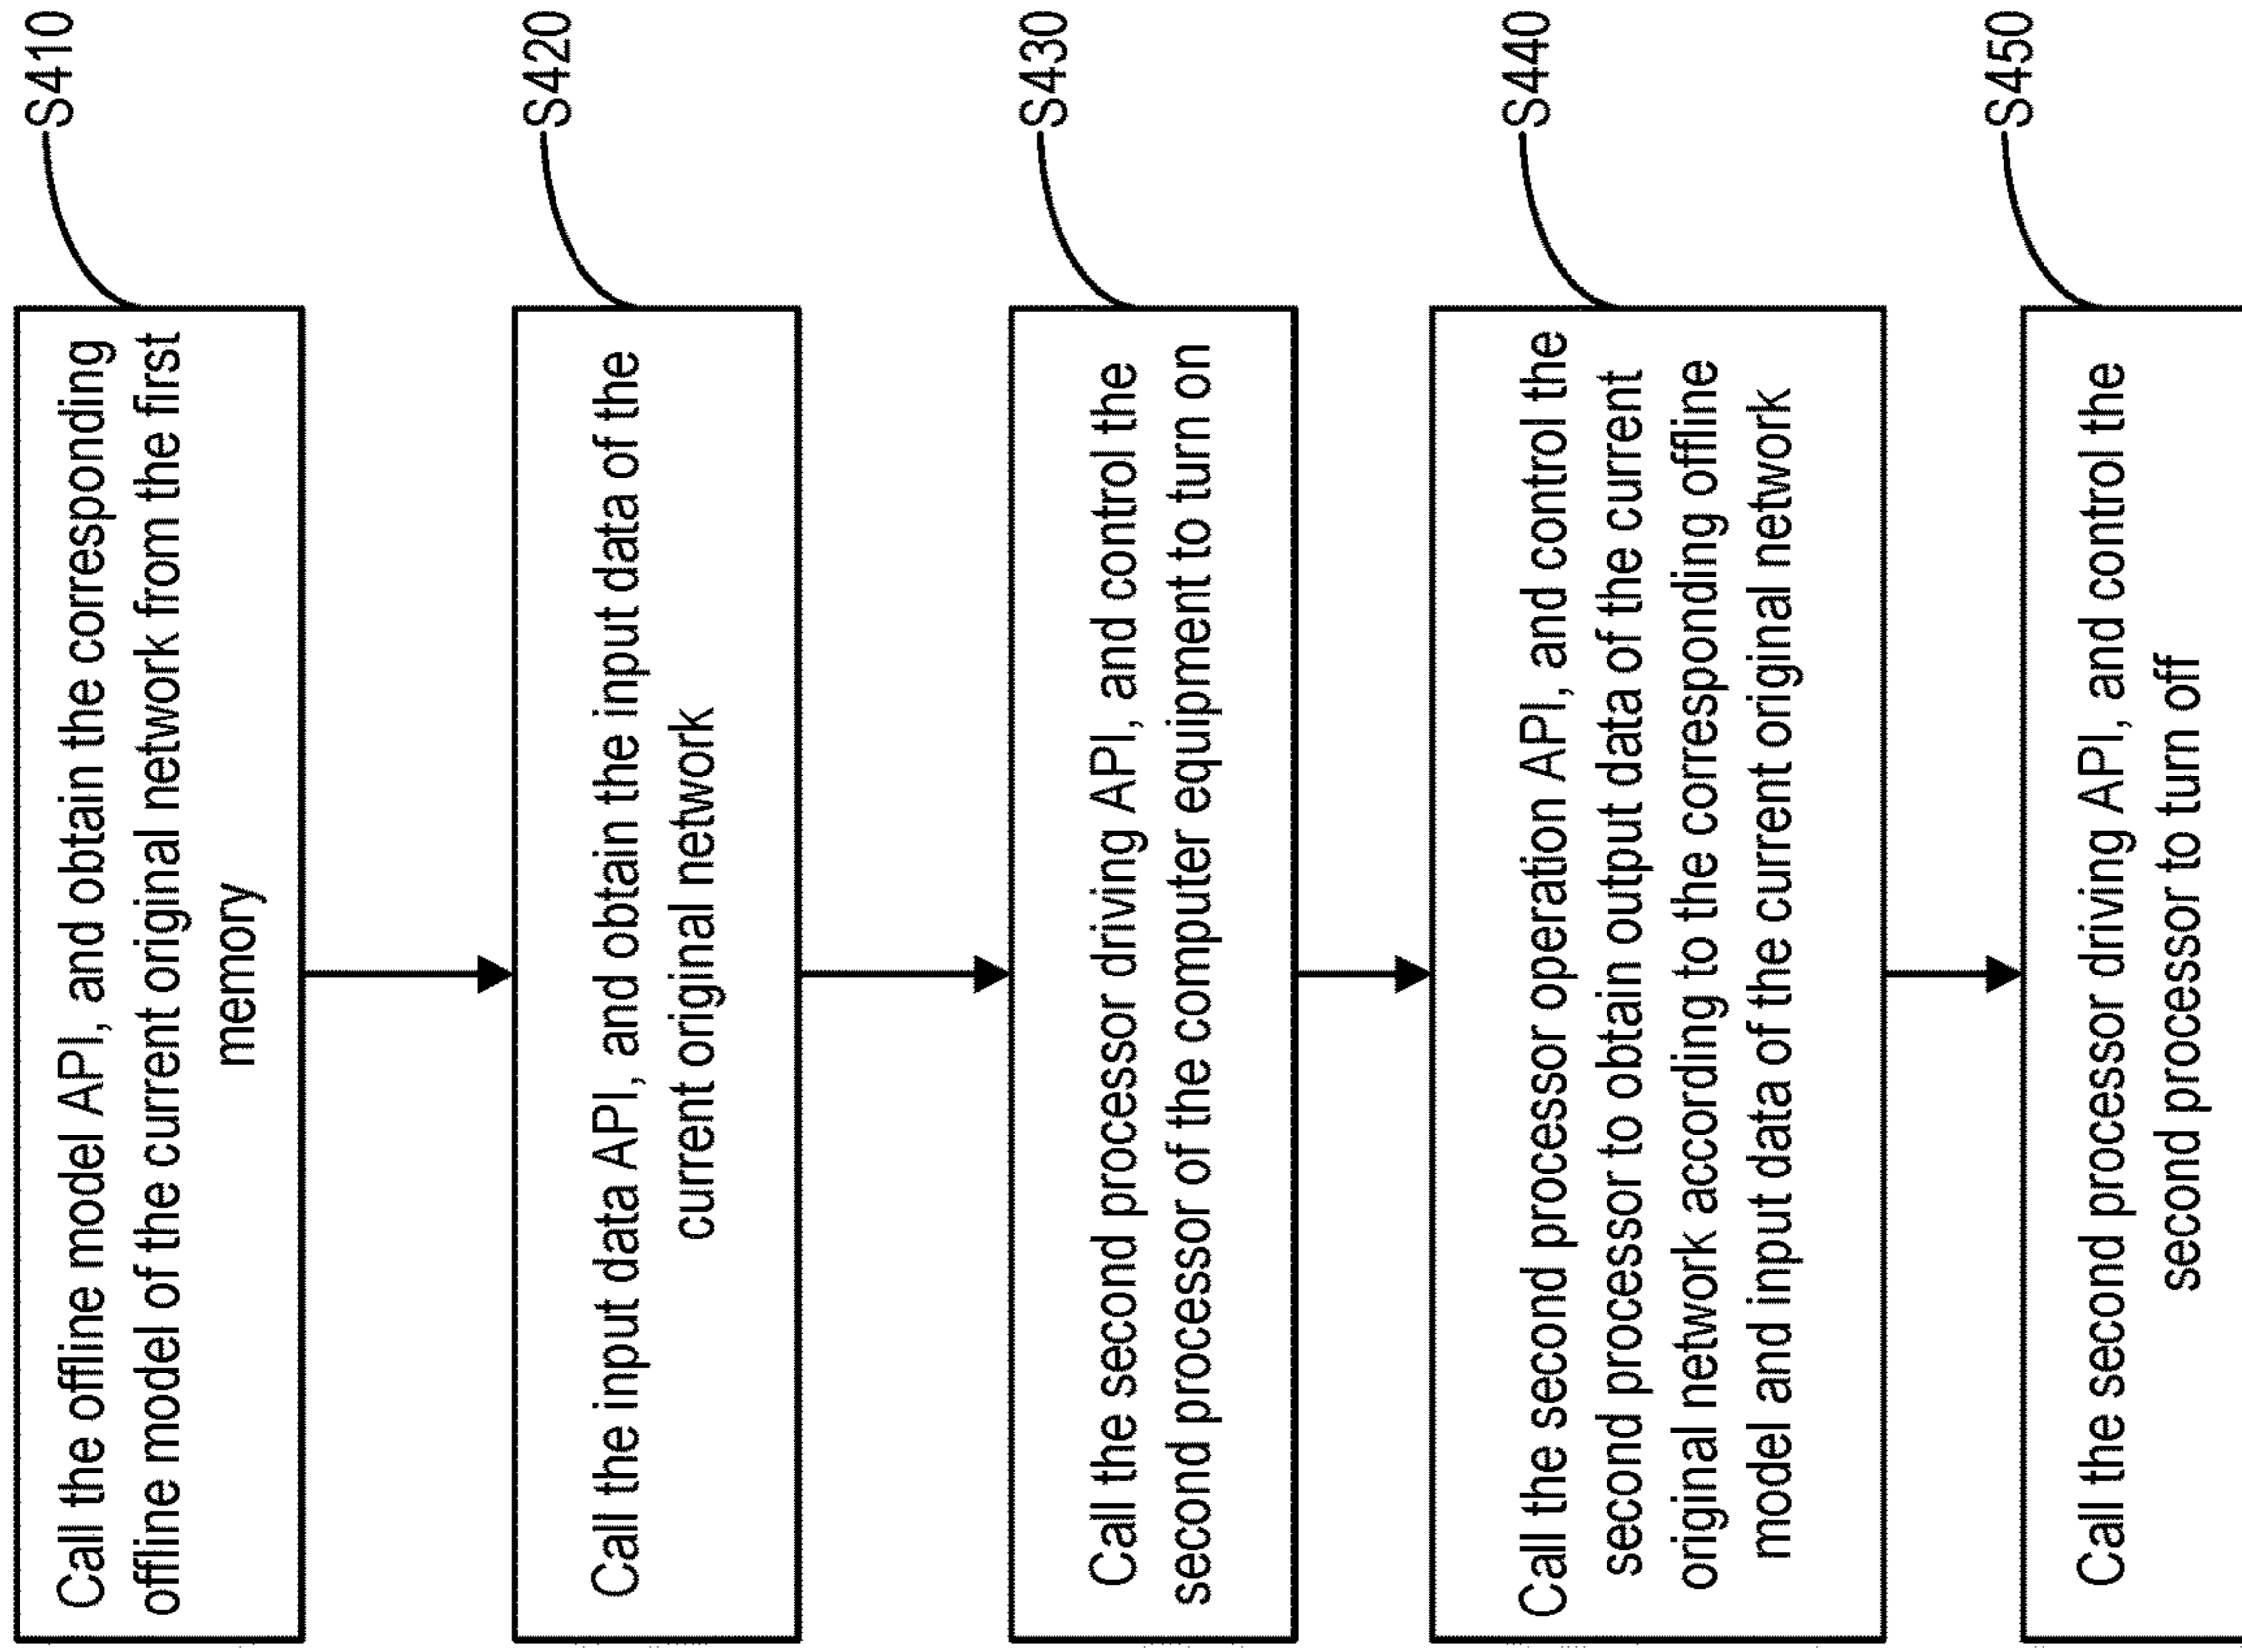 S410
Call the offline model API, and obtain the corresponding
offline model of the current original network from the first
memory
S420
Call the input data API, and obtain the input data of the
current original network
S430
Call the second processor driving API, and control the
second processor of the computer equipment to turn on
S440
Call the second processor operation API, and control the
second processor to obtain output data of the current
original network according to the corresponding offline
model and input data of the current original network
S450
Call the second processor driving API, and control the
second processor to turn off